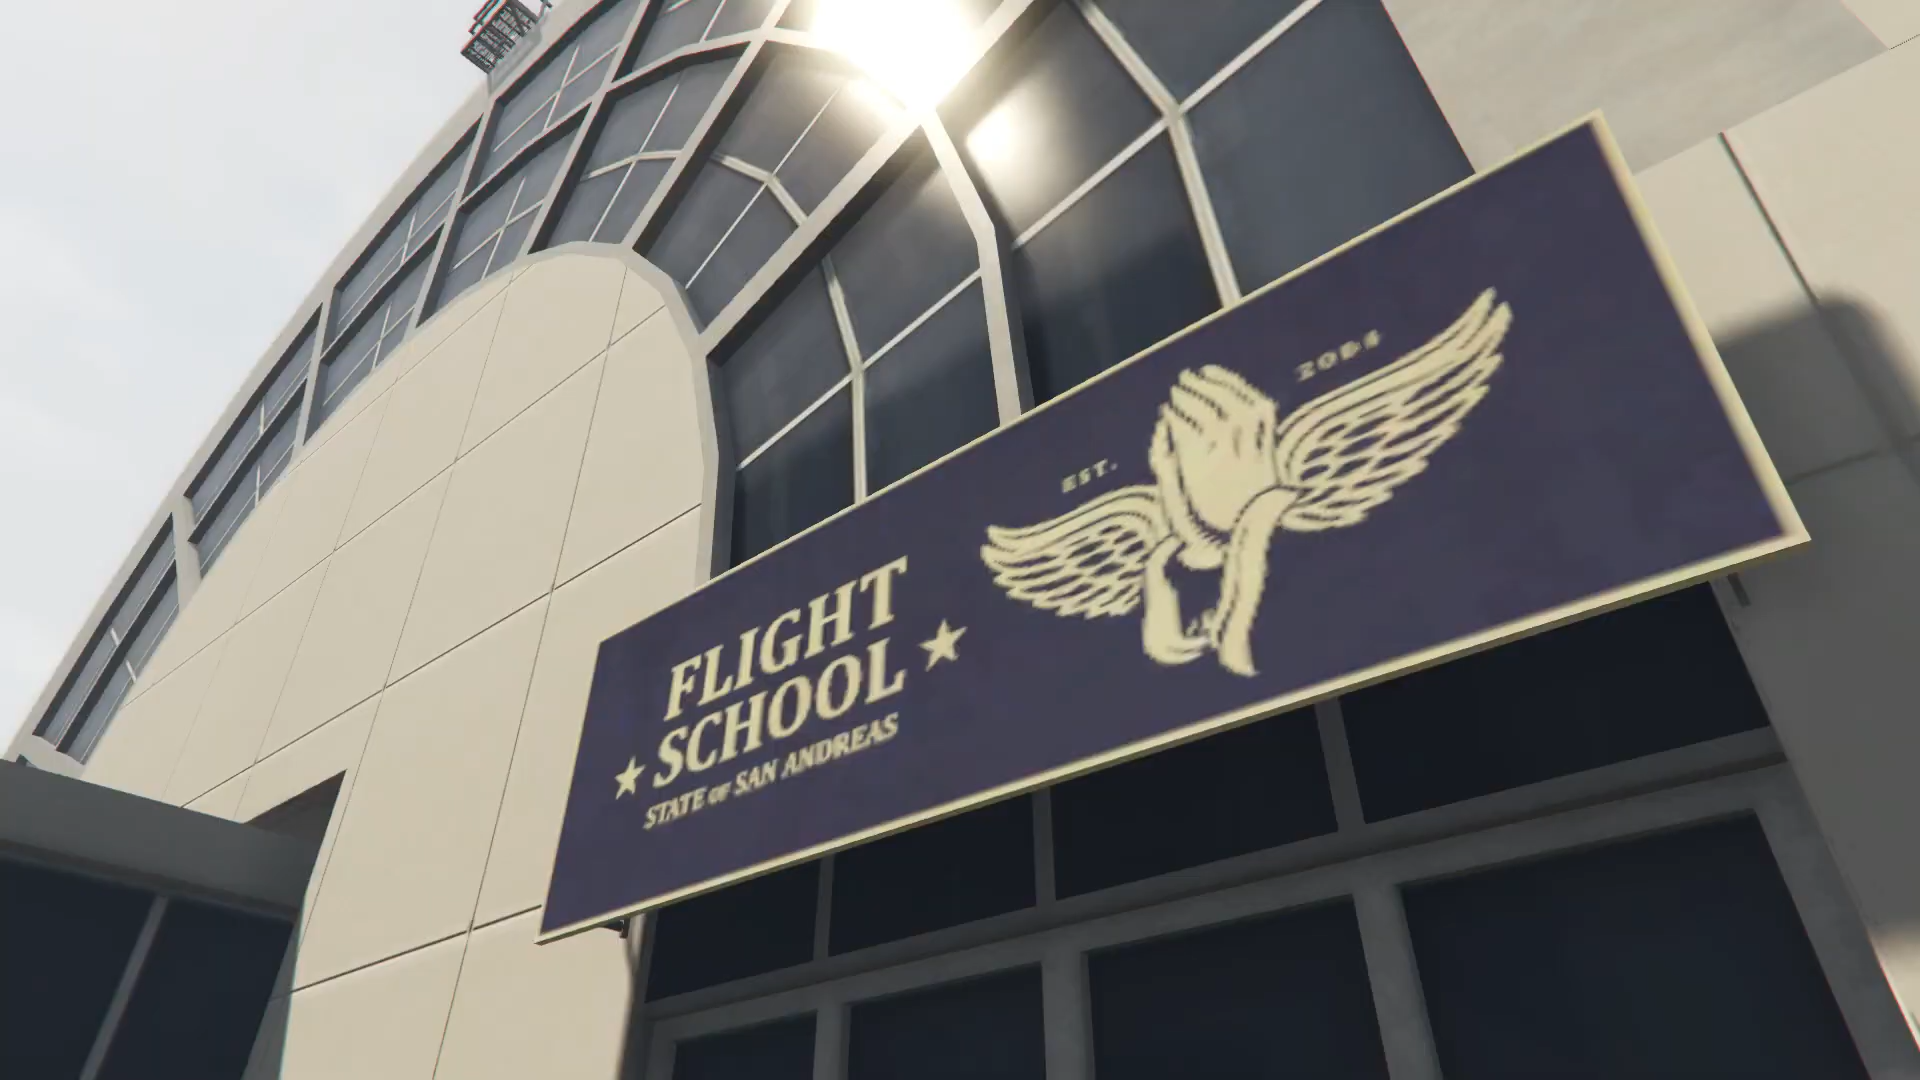 FLIGHT
SCHOOL
STATE OF SAN ANDREAS
EST.